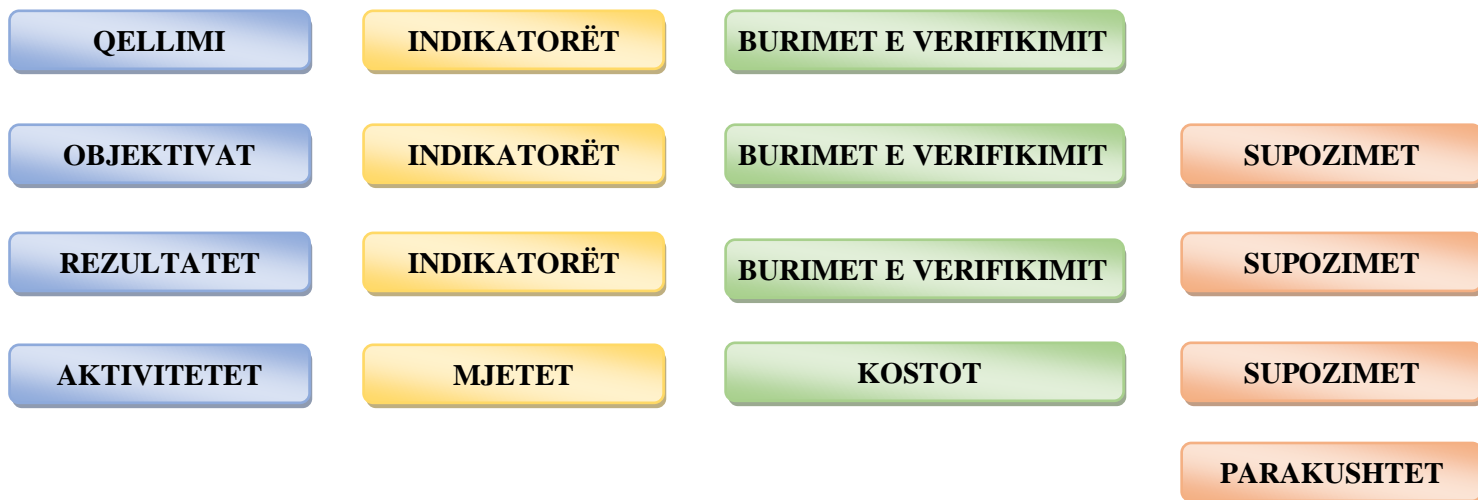 QELLIMI INDIKATORËT BURIMET E VERIFIKIMIT
OBJEKTIVAT INDIKATORËT BURIMET E VERIFIKIMIT SUPOZIMET
REZULTATET INDIKATORËT BURIMET E VERIFIKIMIT SUPOZIMET
AKTIVITETET MJETET KOSTOT SUPOZIMET
PARAKUSHTET